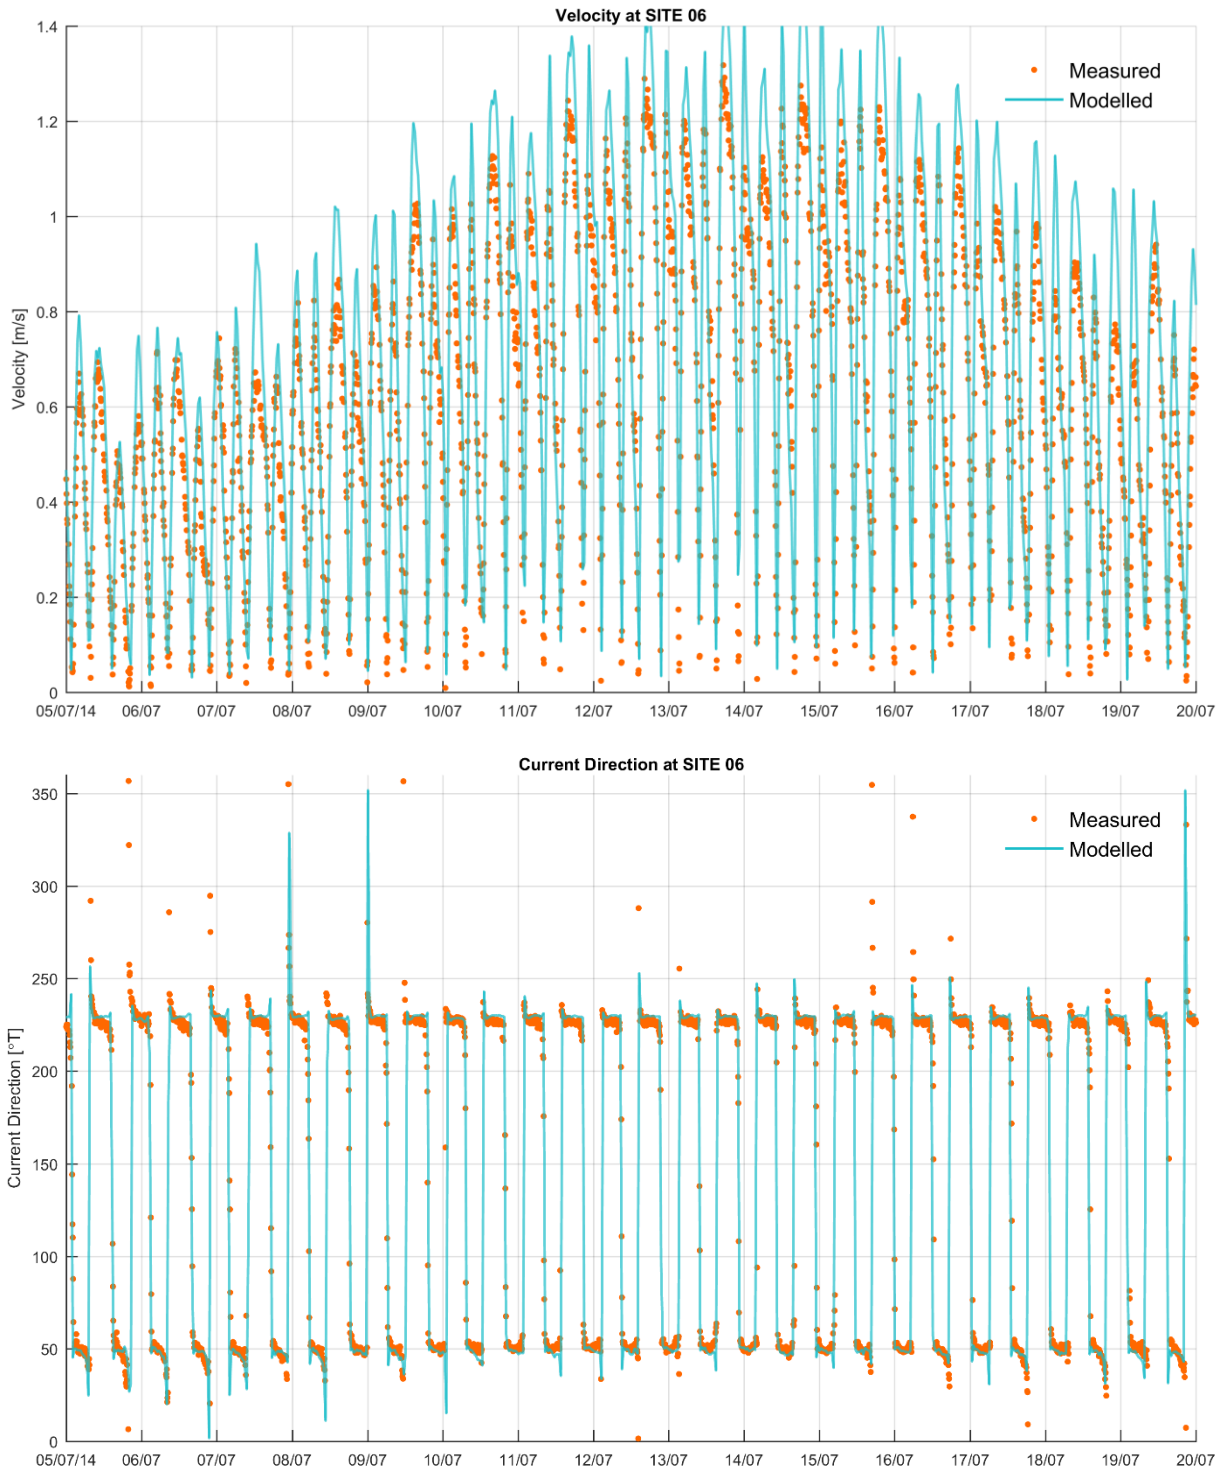 Velocity at SITE 06
1.4
1.2
1
0.8
0.6
0.4
0.2
0
Velocity [m/s]
Measured
Modelled
05/07/14 06/07 07/07 08/07 09/07 10/07 11/07 12/07 13/07 14/07 15/07 16/07 17/07 18/07 19/07 20/07
Current Direction at SITE 06
350
300
250
200
150
100
50
0
Current Direction [°T]
Measured
Modelled
05/07/14 06/07 07/07 08/07 09/07 10/07 11/07 12/07 13/07 14/07 15/07 16/07 17/07 18/07 19/07 20/07